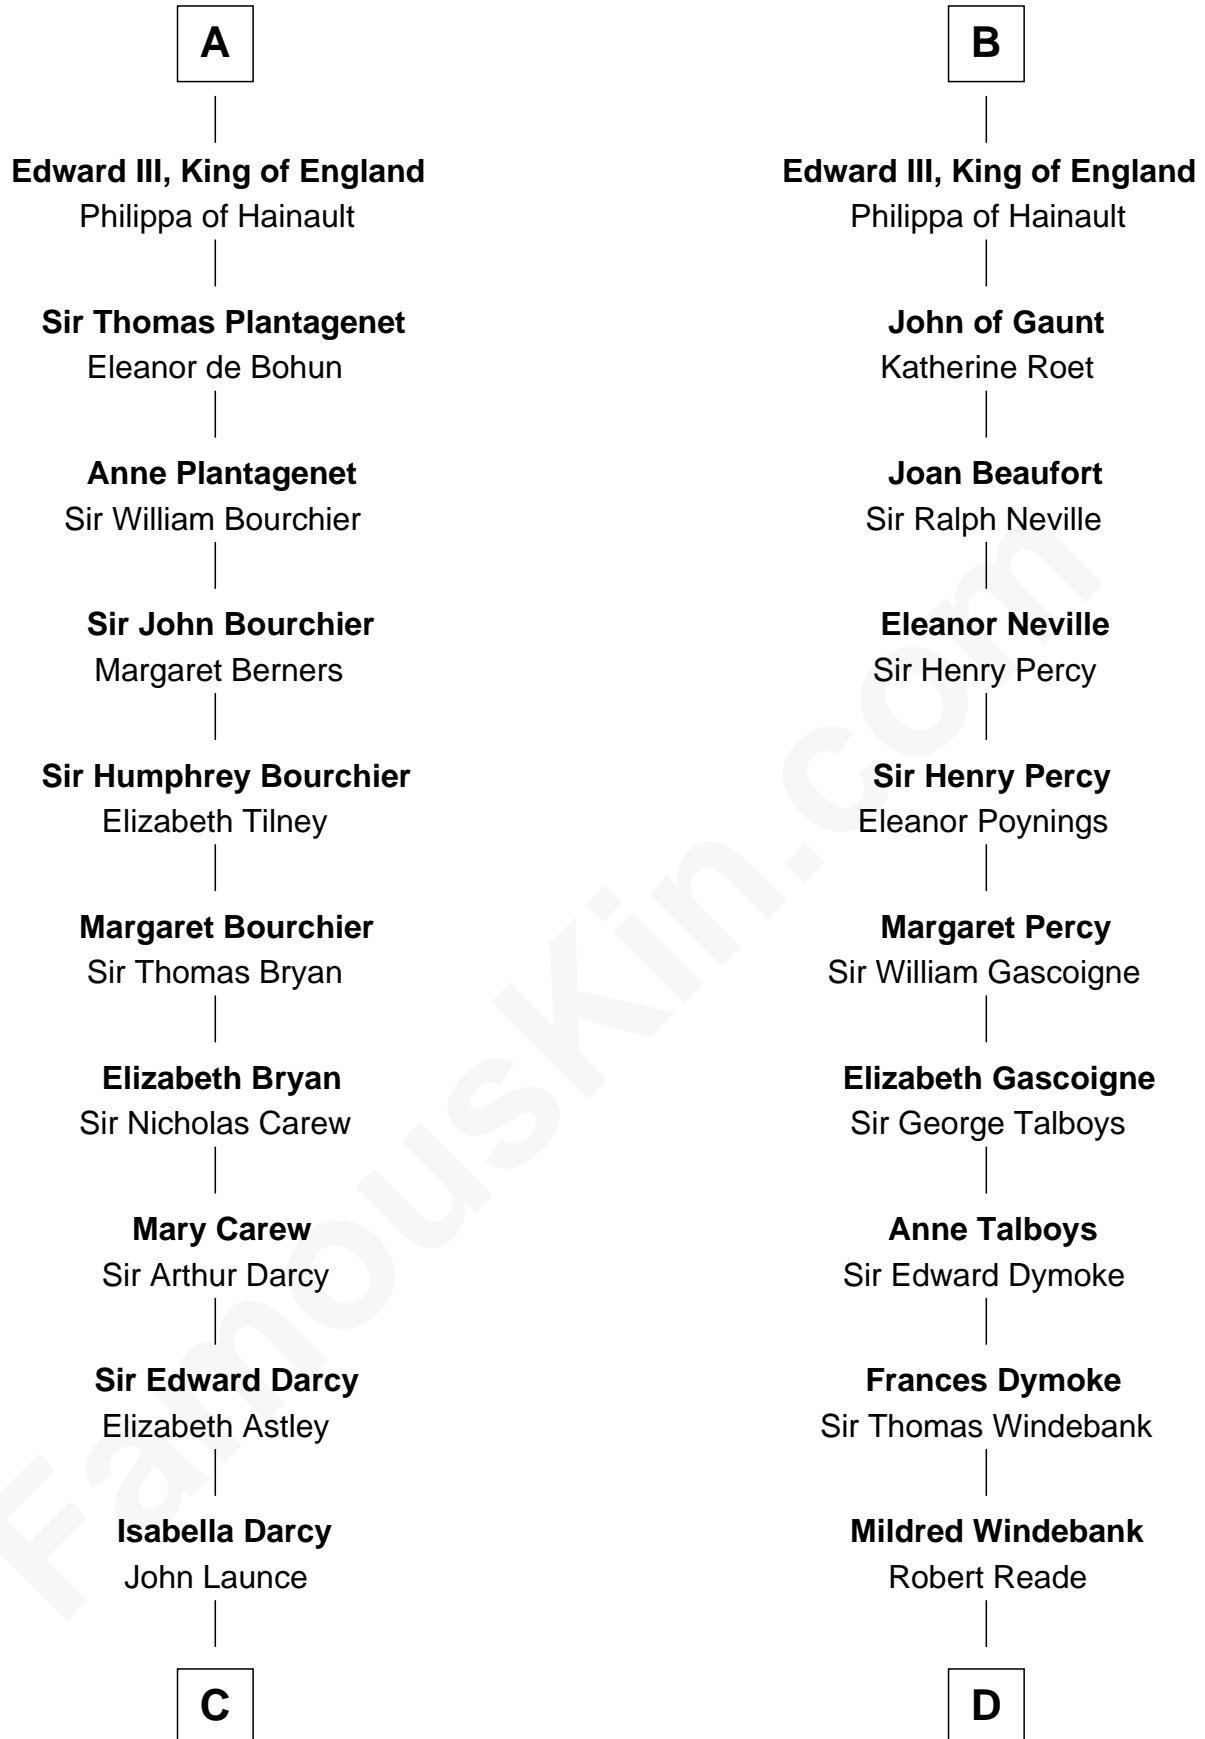 A
Edward III, King of England
Philippa of Hainault
Sir Thomas Plantagenet
Eleanor de Bohun
Anne Plantagenet
Sir William Bourchier
Sir John Bourchier
Margaret Berners
Sir Humphrey Bourchier
Elizabeth Tilney
Margaret Bourchier
Sir Thomas Bryan
Elizabeth Bryan
Sir Nicholas Carew
Mary Carew
Sir Arthur Darcy
Sir Edward Darcy
Elizabeth Astley
Isabella Darcy
John Launce
C
B
Edward III, King of England
Philippa of Hainault
John of Gaunt
Katherine Roet
Joan Beaufort
Sir Ralph Neville
Eleanor Neville
Sir Henry Percy
Sir Henry Percy
Eleanor Poynings
Margaret Percy
Sir William Gascoigne
Elizabeth Gascoigne
Sir George Talboys
Anne Talboys
Sir Edward Dymoke
Frances Dymoke
Sir Thomas Windebank
Mildred Windebank
Robert Reade
D
FamousKin.com